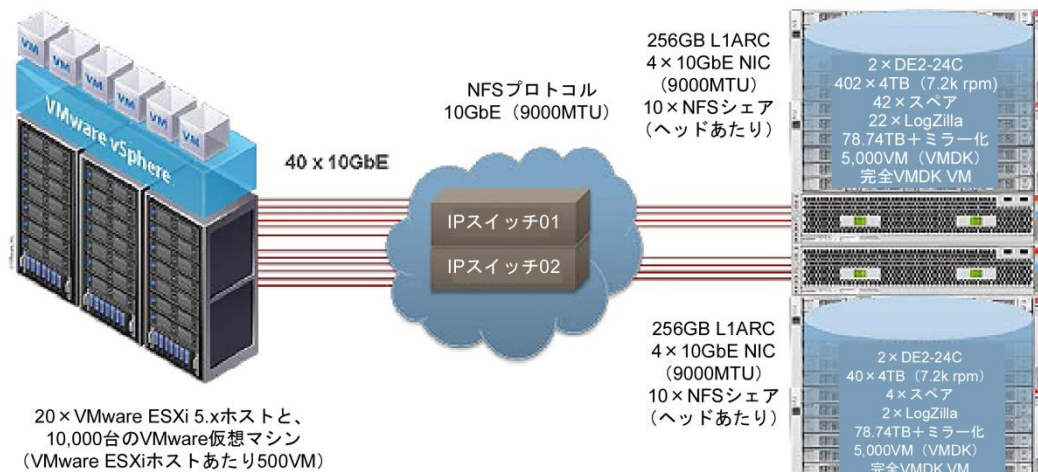 VM
VM
VM
VM
VM
VM
VMware vSphere
40 x 10GbE
NFSプロトコル
10GbE（9000MTU）
IPスイッチ01
IPスイッチ02
256GB L1ARC
4×10GbE NIC
（9000MTU）
10×NFSシェア
（ヘッドあたり）
2×DE2-24C
402×4TB（7.2k rpm）
42×スペア
22×LogZilla
78.74TB＋ミラー化
5,000VM（VMDK）
完全VMDK VM
256GB L1ARC
4×10GbE NIC
（9000MTU）
10×NFSシェア
（ヘッドあたり）
2×DE2-24C
40×4TB（7.2k rpm）
4×スペア
2×LogZilla
78.74TB＋ミラー化
5,000VM（VMDK）
完全VMDK VM
20×VMware ESXi 5.xホストと、
10,000台のVMware仮想マシン
（VMware ESXiホストあたり500VM）